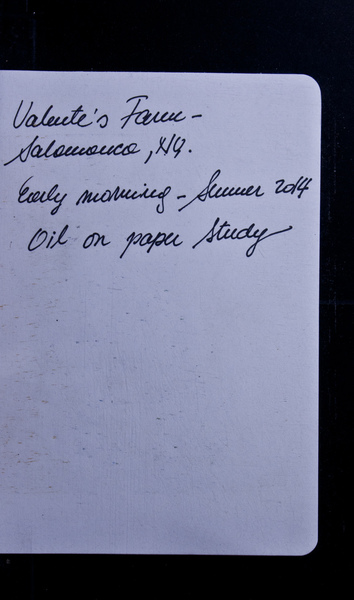 Valente's Farm -
Salamanca, NY.
Early morning - Summer 2014
Oil on paper study